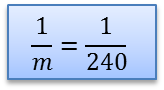 1/m = 1/240